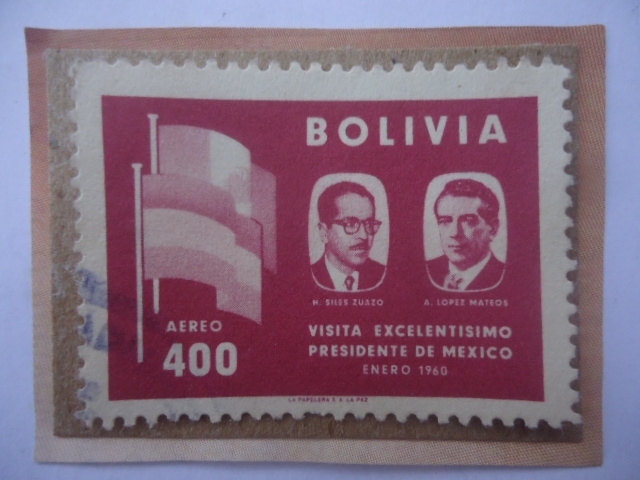 BOLIVIA
H. SILES ZUAZO
A. LOPEZ MATEOS
AEREO
400
VISITA EXCELENTISIMO
PRESIDENTE DE MEXICO
ENERO 1960
LA PAPELERA S A LA PAZ